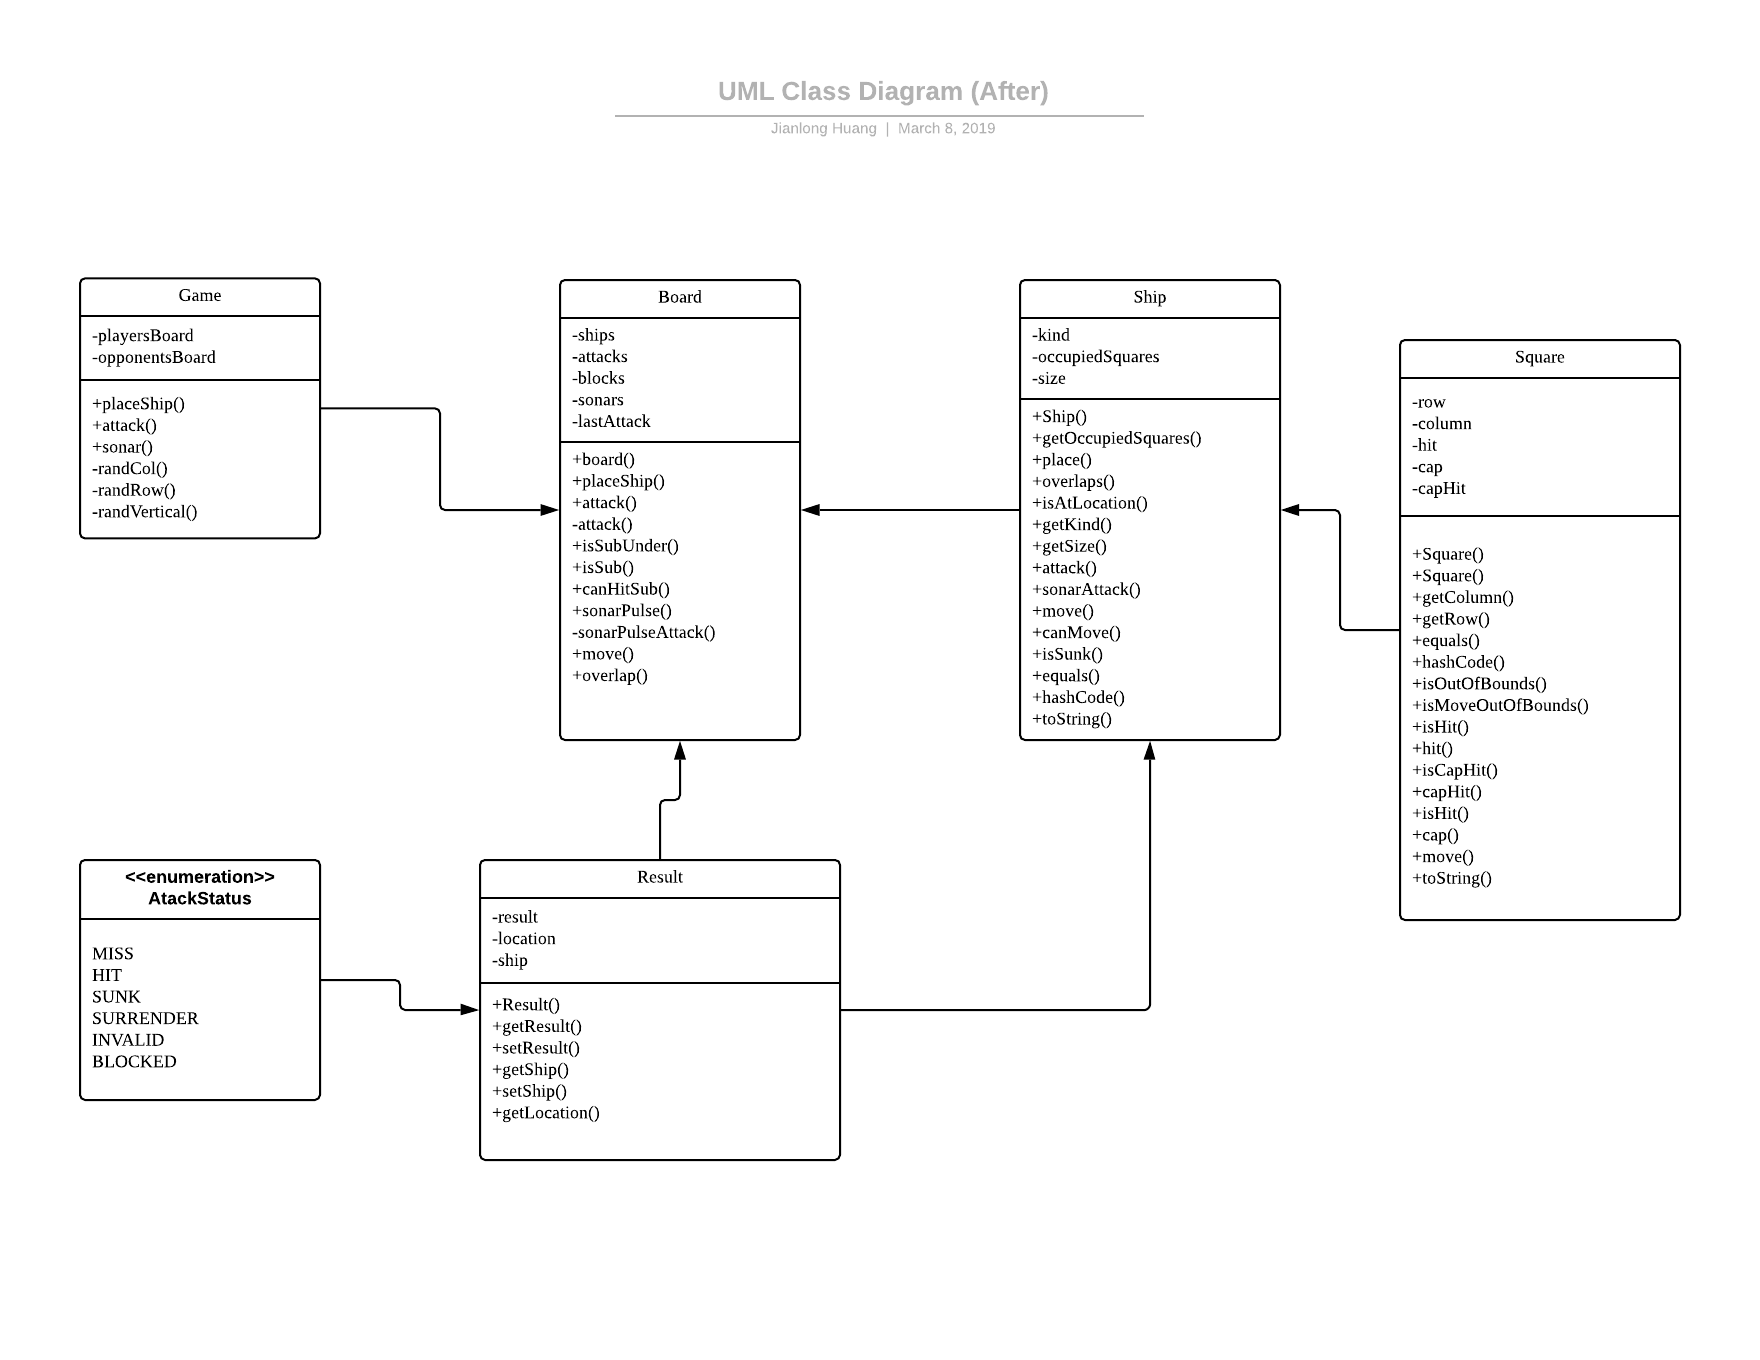 UML Class Diagram (After)
Jianlong Huang | March 8, 2019
Game
-playersBoard
-opponentsBoard
+placeShip()
+attack()
+sonar()
-randCol()
-randRow()
-randVertical()
Board
-ships
-attacks
-blocks
-sonars
-lastAttack
+board()
+placeShip()
+attack()
-attack()
+isSubUnder()
+isSub()
+canHitSub()
+sonarPulse()
-sonarPulseAttack()
+move()
+overlap()
Ship
-kind
-occupiedSquares
-size
+Ship()
+getOccupiedSquares()
+place()
+overlaps()
+isAtLocation()
+getKind()
+getSize()
+attack()
+sonarAttack()
+move()
+canMove()
+isSunk()
+equals()
+hashCode()
+toString()
Square
-row
-column
-hit
-cap
-capHit
+Square()
+Square()
+getColumn()
+getRow()
+equals()
+hashCode()
+isOutOfBounds()
+isMoveOutOfBounds()
+isHit()
+hit()
+isCapHit()
+capHit()
+isHit()
+cap()
+move()
+toString()
<<enumeration>>
AtackStatus
MISS
HIT
SUNK
SURRENDER
INVALID
BLOCKED
Result
-result
-location
-ship
+Result()
+getResult()
+setResult()
+getShip()
+setShip()
+getLocation()